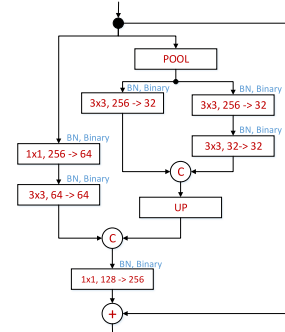 POOL
BN, Binary
BN, Binary
3x3, 256 -> 32
3x3, 256 -> 32
BN, Binary
BN, Binary
1x1, 256 -> 64
3x3, 32-> 32
BN, Binary
C
3x3, 64 -> 64
UP
C
BN, Binary
1x1, 128 -> 256
+